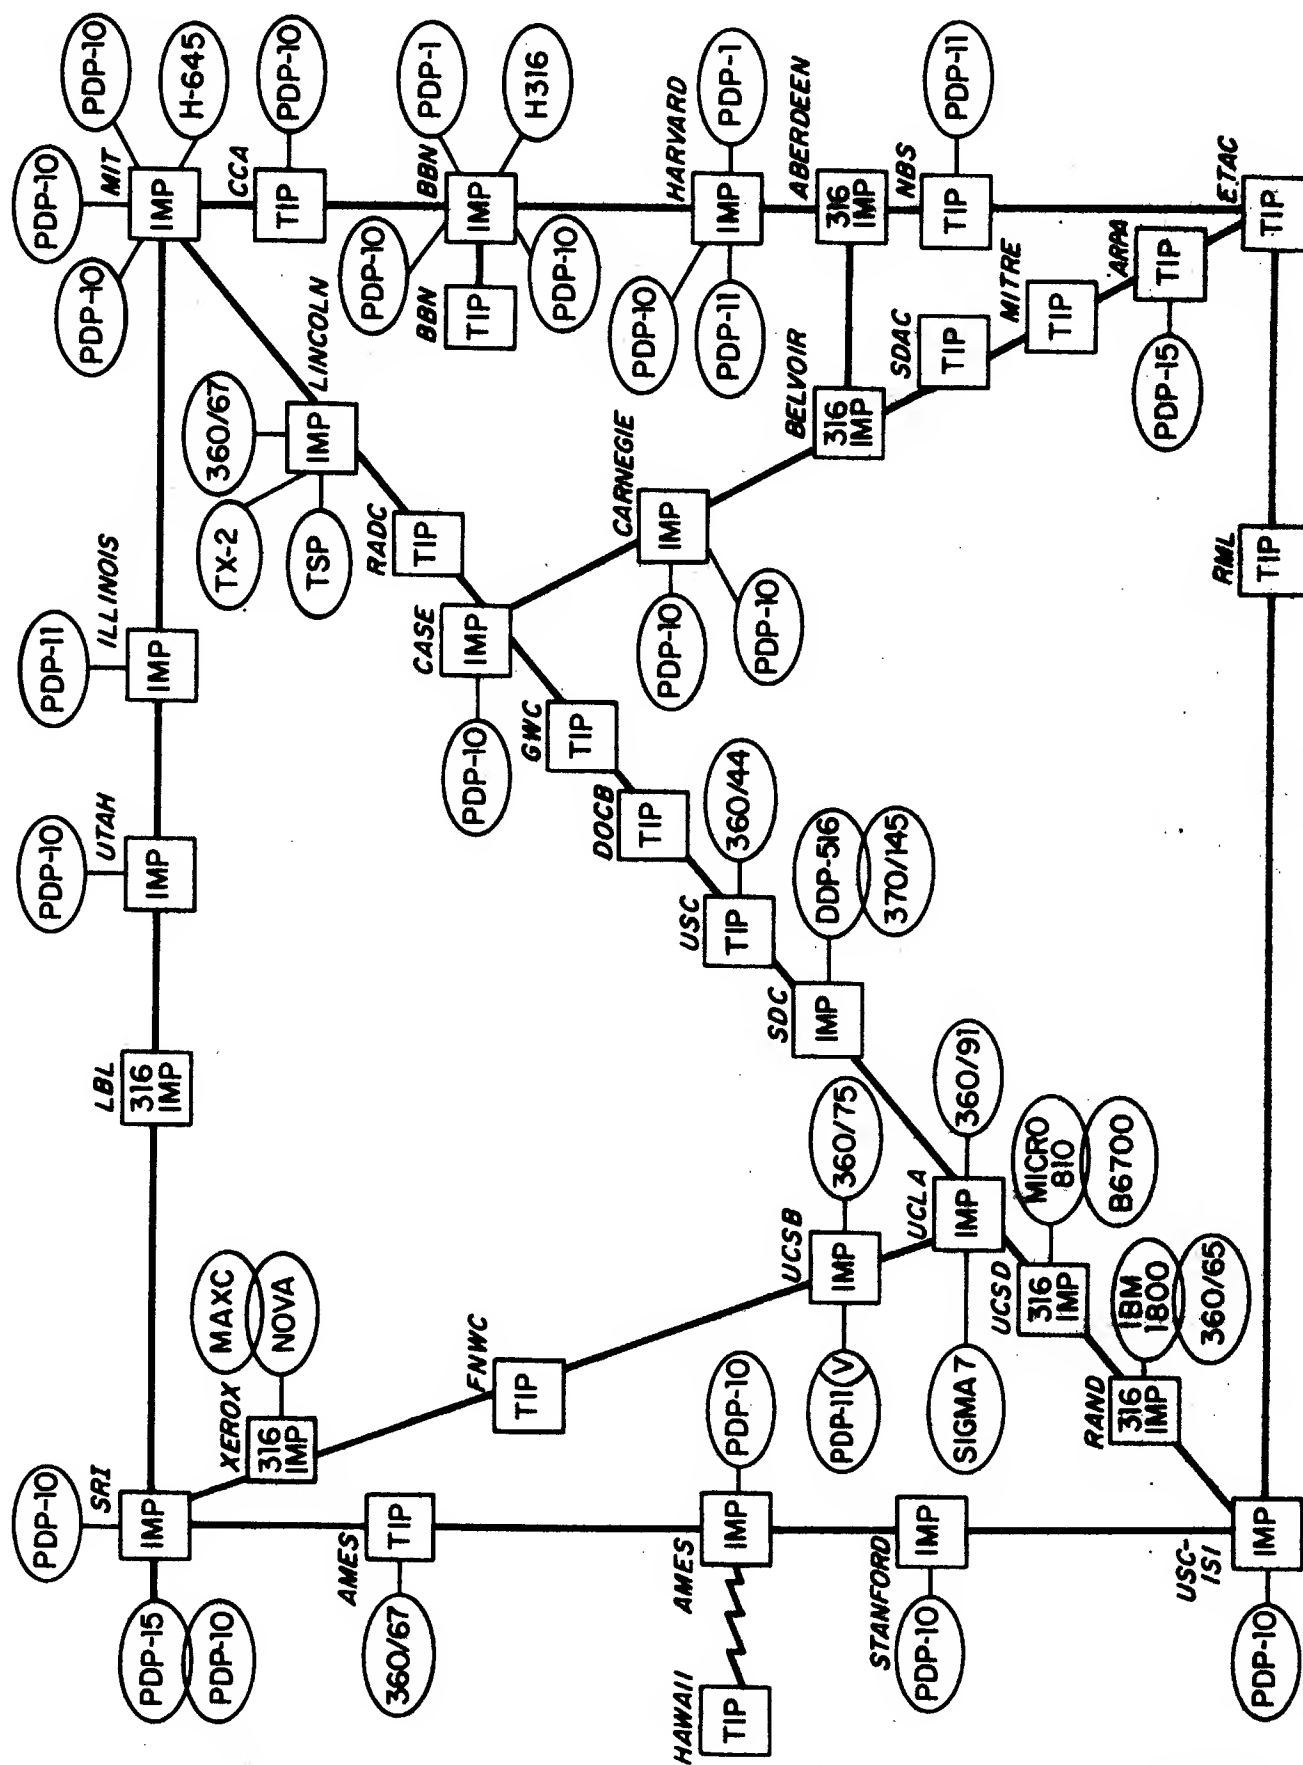 PDP-10
SRI
IMP
PDP-15
PDP-10
LBL
316
IMP
PDP-10
UTAH
IMP
PDP-11
ILLINOIS
IMP
PDP-10
PDP-10
PDP-10
MIT
IMP
H-645
XEROX
316
IMP
MAXC
NOVA
360/67
TX-2
TSP
LINCOLN
IMP
CCA
TIP
PDP-10
AMES
TIP
360/67
FNWC
TIP
RADC
TIP
CASE
IMP
PDP-10
BBN
TIP
PDP-10
BBN
IMP
PDP-1
H316
PDP-10
GWC
TIP
DOCB
TIP
CARNEGIE
IMP
PDP-10
PDP-10
HAWAII
TIP
AMES
IMP
PDP-10
USC
TIP
360/44
PDP-10
HARVARD
IMP
PDP-1
PDP-11
UCSB
IMP
360/75
PDP-11
V
SDC
IMP
DDP-516
370/145
BELVOIR
316
IMP
ABERDEEN
316
IMP
STANFORD
IMP
PDP-10
UCLA
IMP
360/91
SIGMA 7
SDAC
TIP
NBS
TIP
PDP-11
UCSD
316
IMP
MICRO
810
B6700
MITRE
TIP
RAND
316
IMP
IBM
1800
360/65
ARPA
TIP
PDP-15
USC-
ISI
IMP
PDP-10
RML
TIP
ETAC
TIP